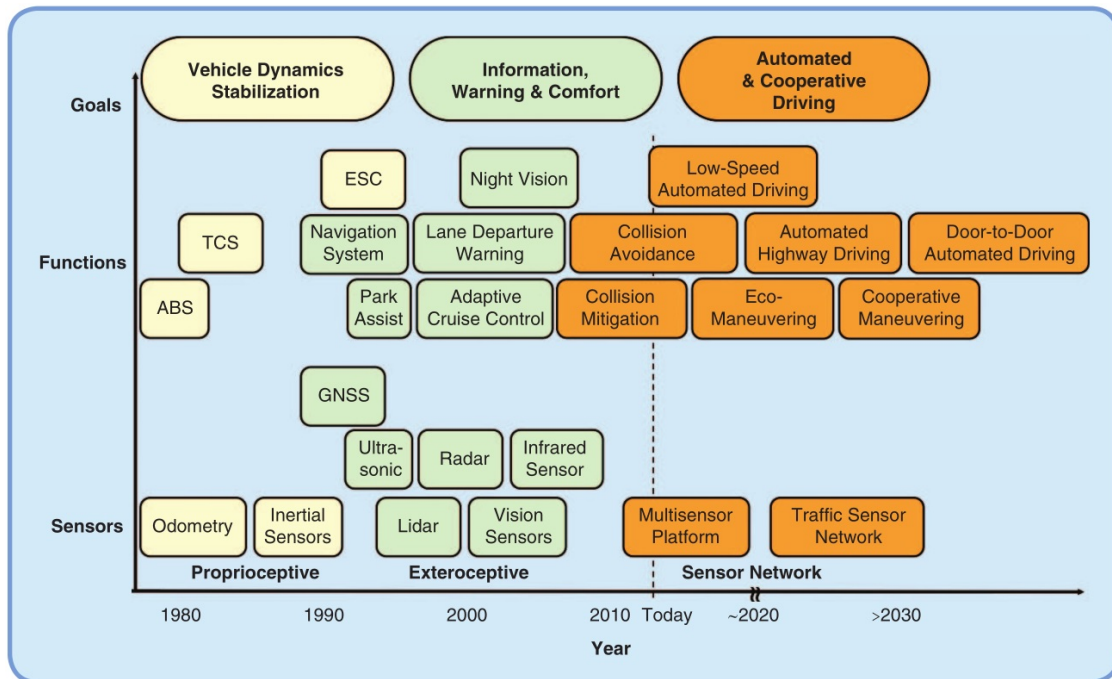 Goals
Vehicle Dynamics
Stabilization
Information,
Warning & Comfort
Automated
& Cooperative
Driving
Functions
ESC
Night Vision
Low-Speed
Automated Driving
TCS
Navigation
System
Lane Departure
Warning
Collision
Avoidance
Automated
Highway Driving
Door-to-Door
Automated Driving
ABS
Park
Assist
Adaptive
Cruise Control
Collision
Mitigation
Eco-
Maneuvering
Cooperative
Maneuvering
GNSS
Ultra-
sonic
Radar
Infrared
Sensor
Sensors
Odometry
Inertial
Sensors
Lidar
Vision
Sensors
Multisensor
Platform
Traffic Sensor
Network
Proprioceptive
Exteroceptive
Sensor Network
1980
1990
2000
2010
Today
~2020
>2030
Year